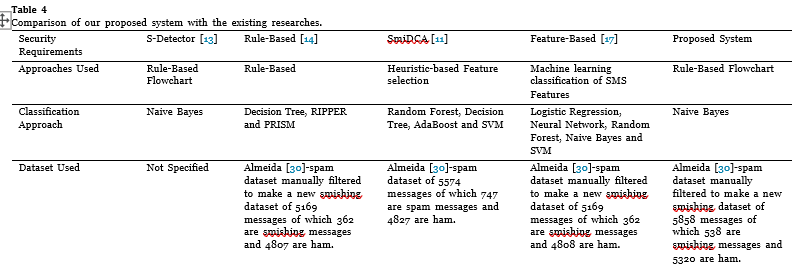 Table 4
Comparison of our proposed system with the existing researches.
Security Requirements S-Detector [13] Rule-Based [14] SmiDCA [11] Feature-Based [17] Proposed System
Approaches Used
Rule-Based Flowchart
Rule-Based
Heuristic-based Feature selection
Machine learning classification of SMS Features
Rule-Based Flowchart
Classification Approach
Naive Bayes
Decision Tree, RIPPER and PRISM
Random Forest, Decision Tree, AdaBoost and SVM
Logistic Regression, Neural Network, Random Forest, Naive Bayes and SVM
Naive Bayes
Dataset Used
Not Specified
Almeida [30]-spam dataset manually filtered to make a new smishing dataset of 5169 messages of which 362 are smishing messages and 4807 are ham.
Almeida [30]-spam dataset of 5574 messages of which 747 are spam messages and 4827 are ham.
Almeida [30]-spam dataset manually filtered to make a new smishing dataset of 5169 messages of which 362 are smishing messages and 4808 are ham.
Almeida [30]-spam dataset manually filtered to make a new smishing dataset of 5858 messages of which 538 are smishing messages and 5320 are ham.